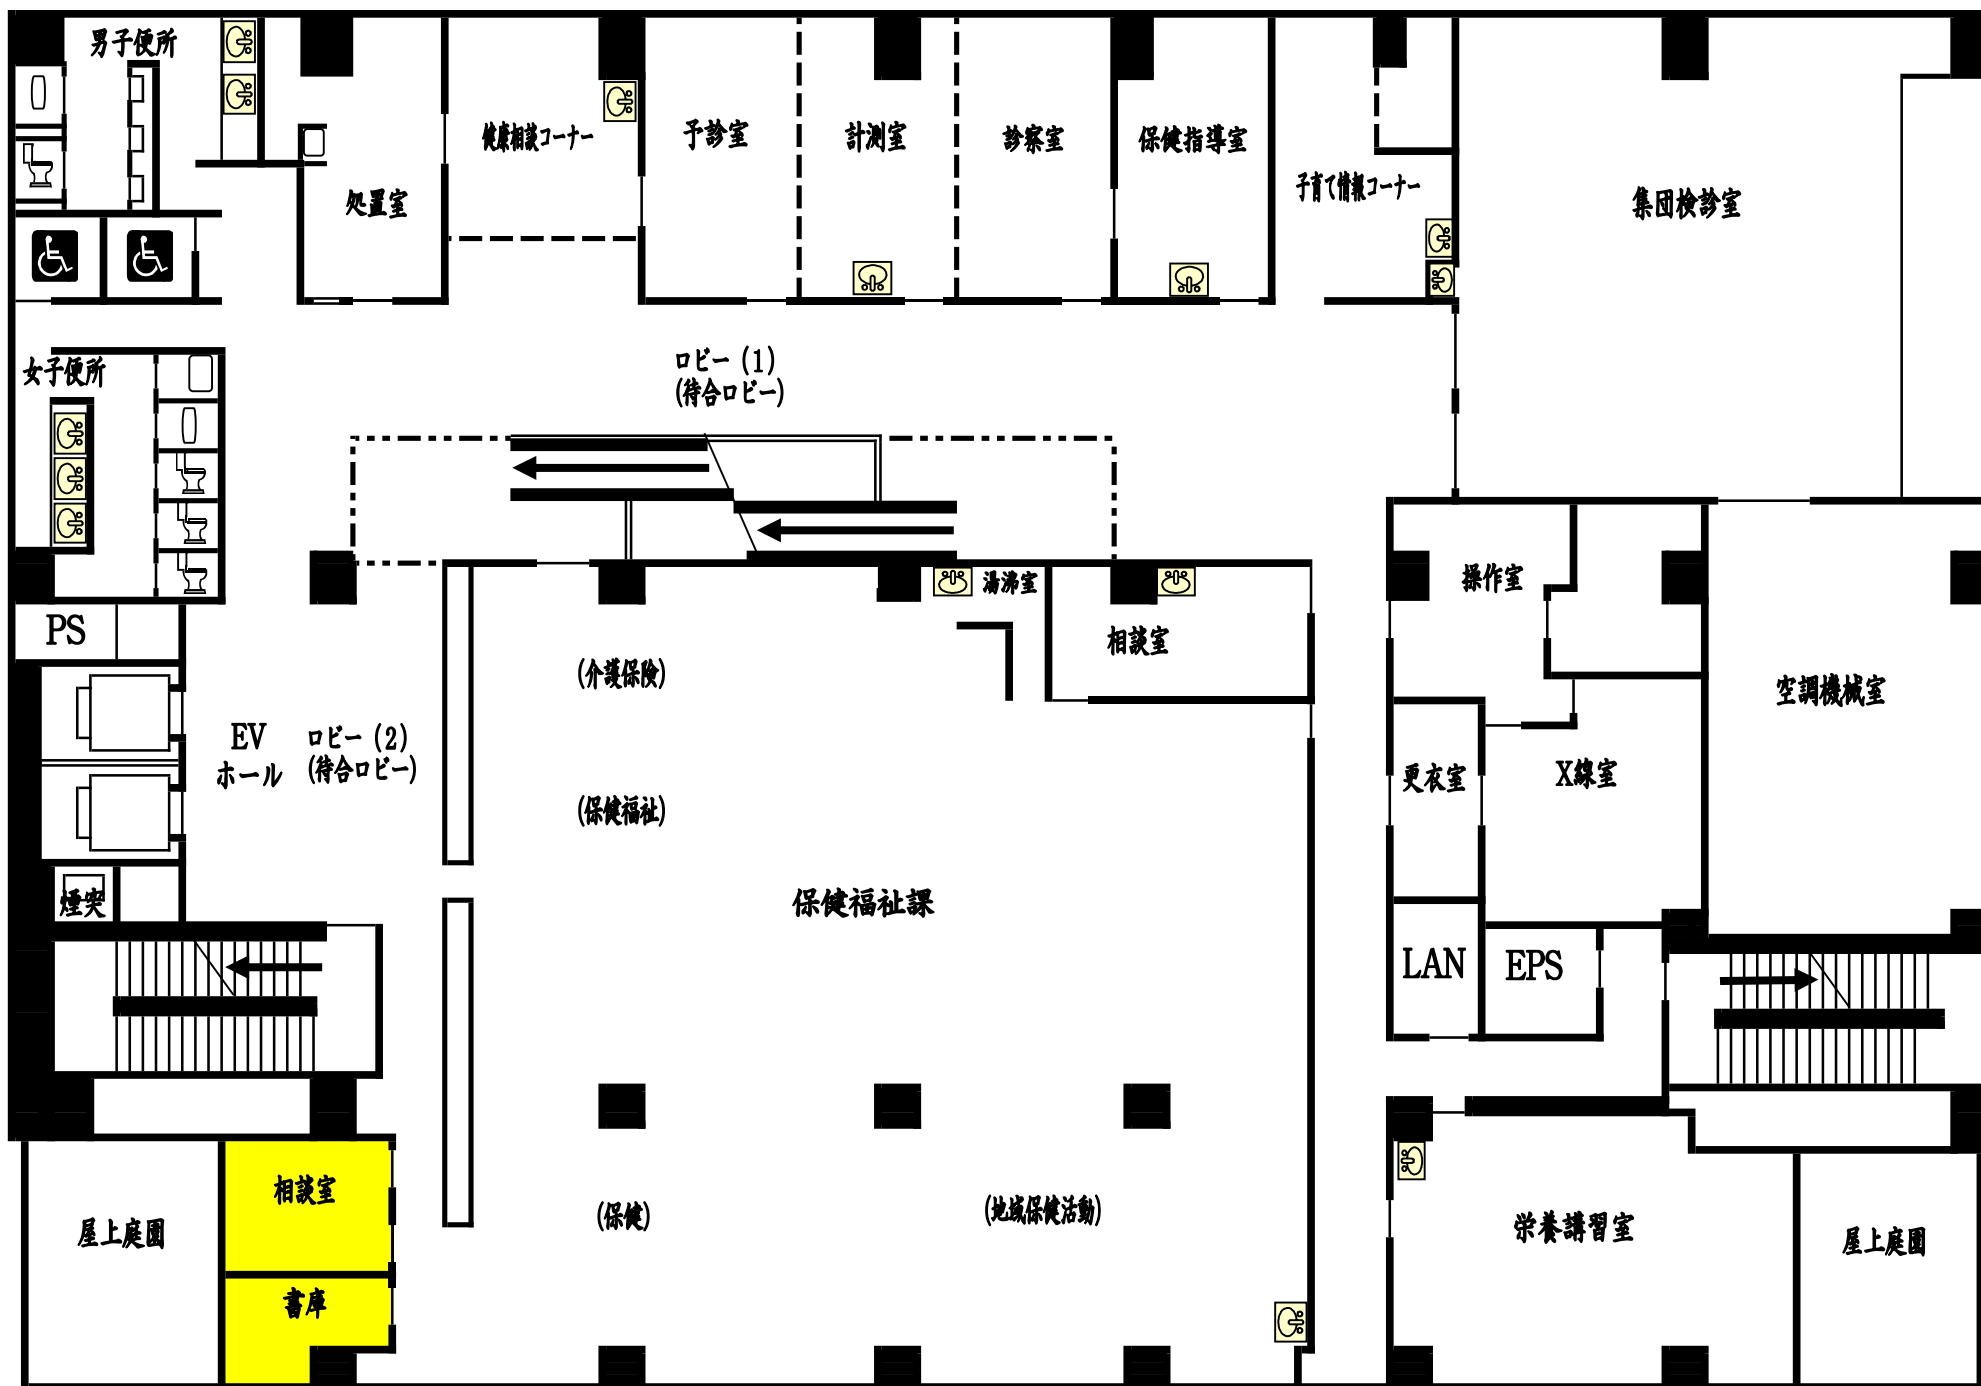 男子便所
健康相談コーナー
予診室
計測室
診察室
保健指導室
子育て情報コーナー
処置室
集団検診室
女子便所
ロビー (1)
(待合ロビー)
湯沸室
操作室
PS
相談室
(介護保険)
空調機械室
EV
ホール
ロビー (2)
(待合ロビー)
更衣室
X線室
(保健福祉)
煙突
保健福祉課
LAN
EPS
相談室
屋上庭園
(保健)
(地域保健活動)
栄養講習室
屋上庭園
書庫